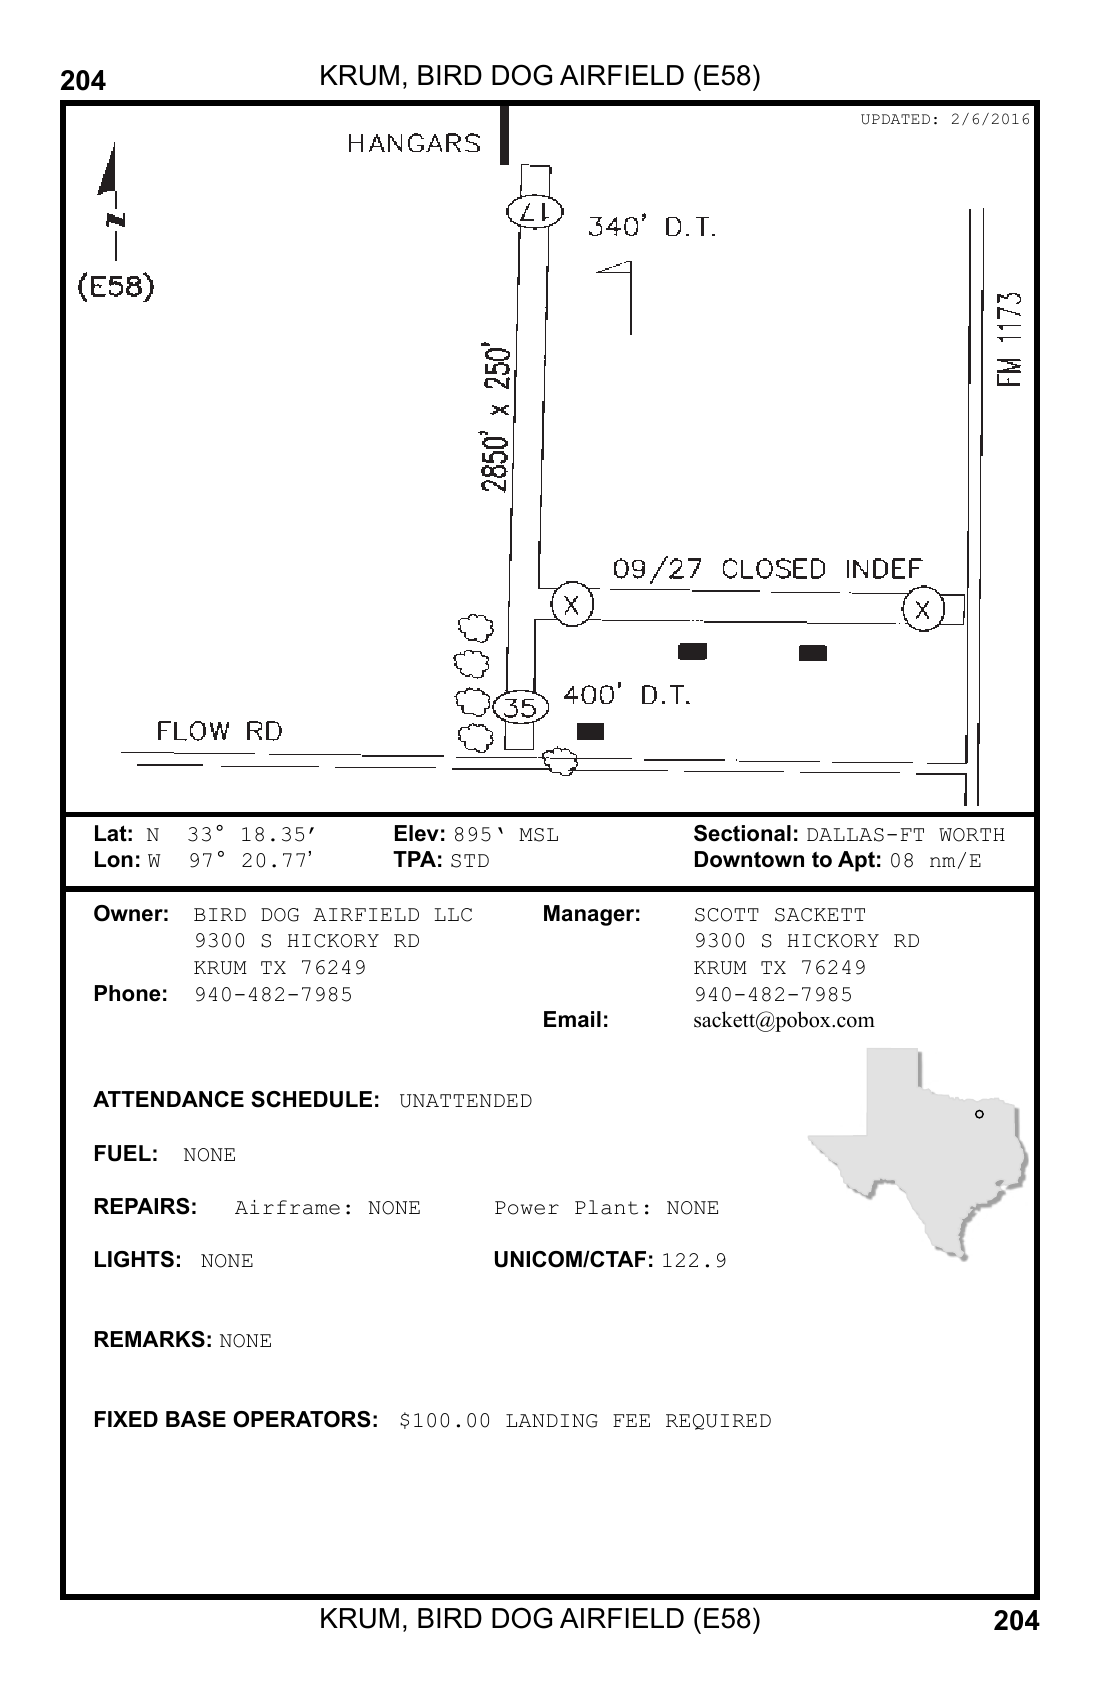 204 KRUM, BIRD DOG AIRFIELD (E58)
UPDATED: 2/6/2016
HANGARS
N
17
340' D.T.
(E58)
FM 1173
2850' x 250'
09/27 CLOSED INDEF
X X
400' D.T.
35
FLOW RD
Lat: N 33° 18.35′ Elev: 895‘ MSL Sectional: DALLAS-FT WORTH
Lon: W 97° 20.77’ TPA: STD Downtown to Apt: 08 nm/E
Owner: BIRD DOG AIRFIELD LLC Manager: SCOTT SACKETT
9300 S HICKORY RD 9300 S HICKORY RD
KRUM TX 76249 KRUM TX 76249
Phone: 940-482-7985 940-482-7985
Email: sackett@pobox.com
ATTENDANCE SCHEDULE: UNATTENDED
FUEL: NONE
REPAIRS: Airframe: NONE Power Plant: NONE
LIGHTS: NONE UNICOM/CTAF: 122.9
REMARKS: NONE
FIXED BASE OPERATORS: $100.00 LANDING FEE REQUIRED
KRUM, BIRD DOG AIRFIELD (E58) 204